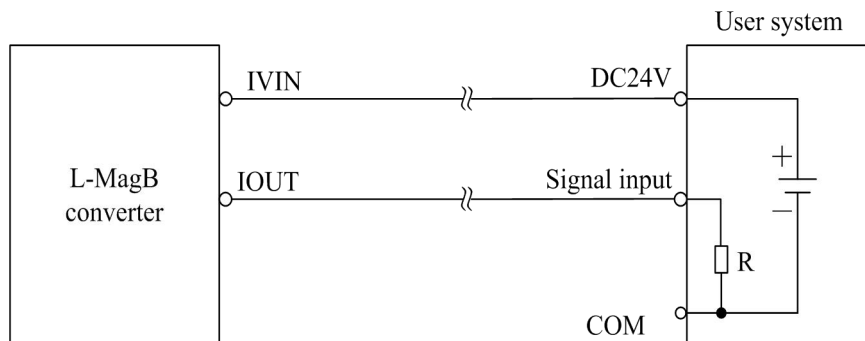 User system
IVIN
DC24V
+
L-MagB
converter
IOUT
Signal input
−
R
COM